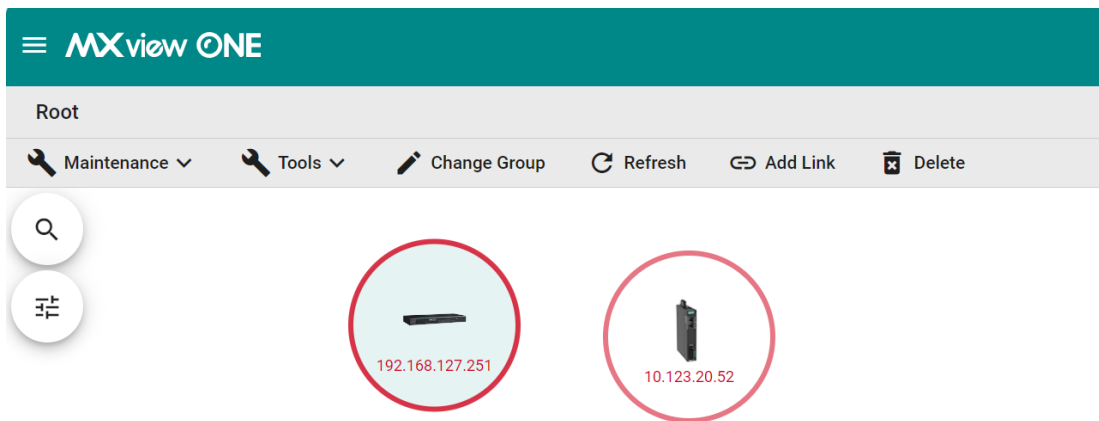 MXview ONE
Root
Maintenance Tools Change Group Refresh Add Link Delete
192.168.127.251
10.123.20.52